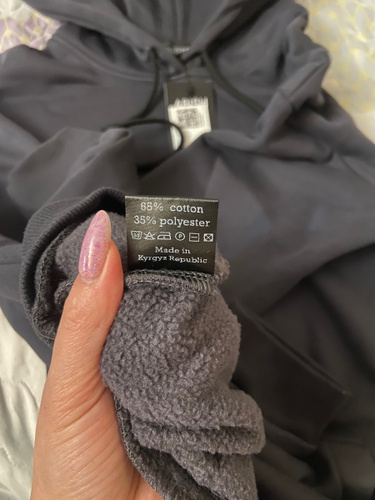 65% cotton
35% polyester
Made in
Kyrgyz Republic